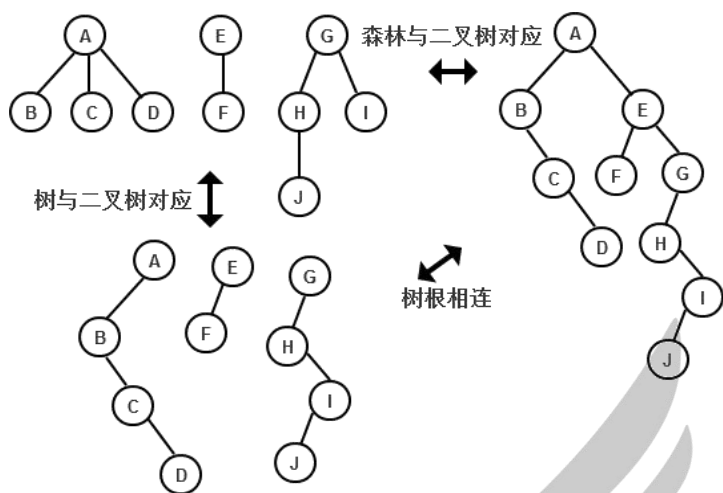 A E G 森林与二叉树对应 A
B C D F H I B E
J C F G
树与二叉树对应
D H
A E G
树根相连
I
B F H
J
C I
D J